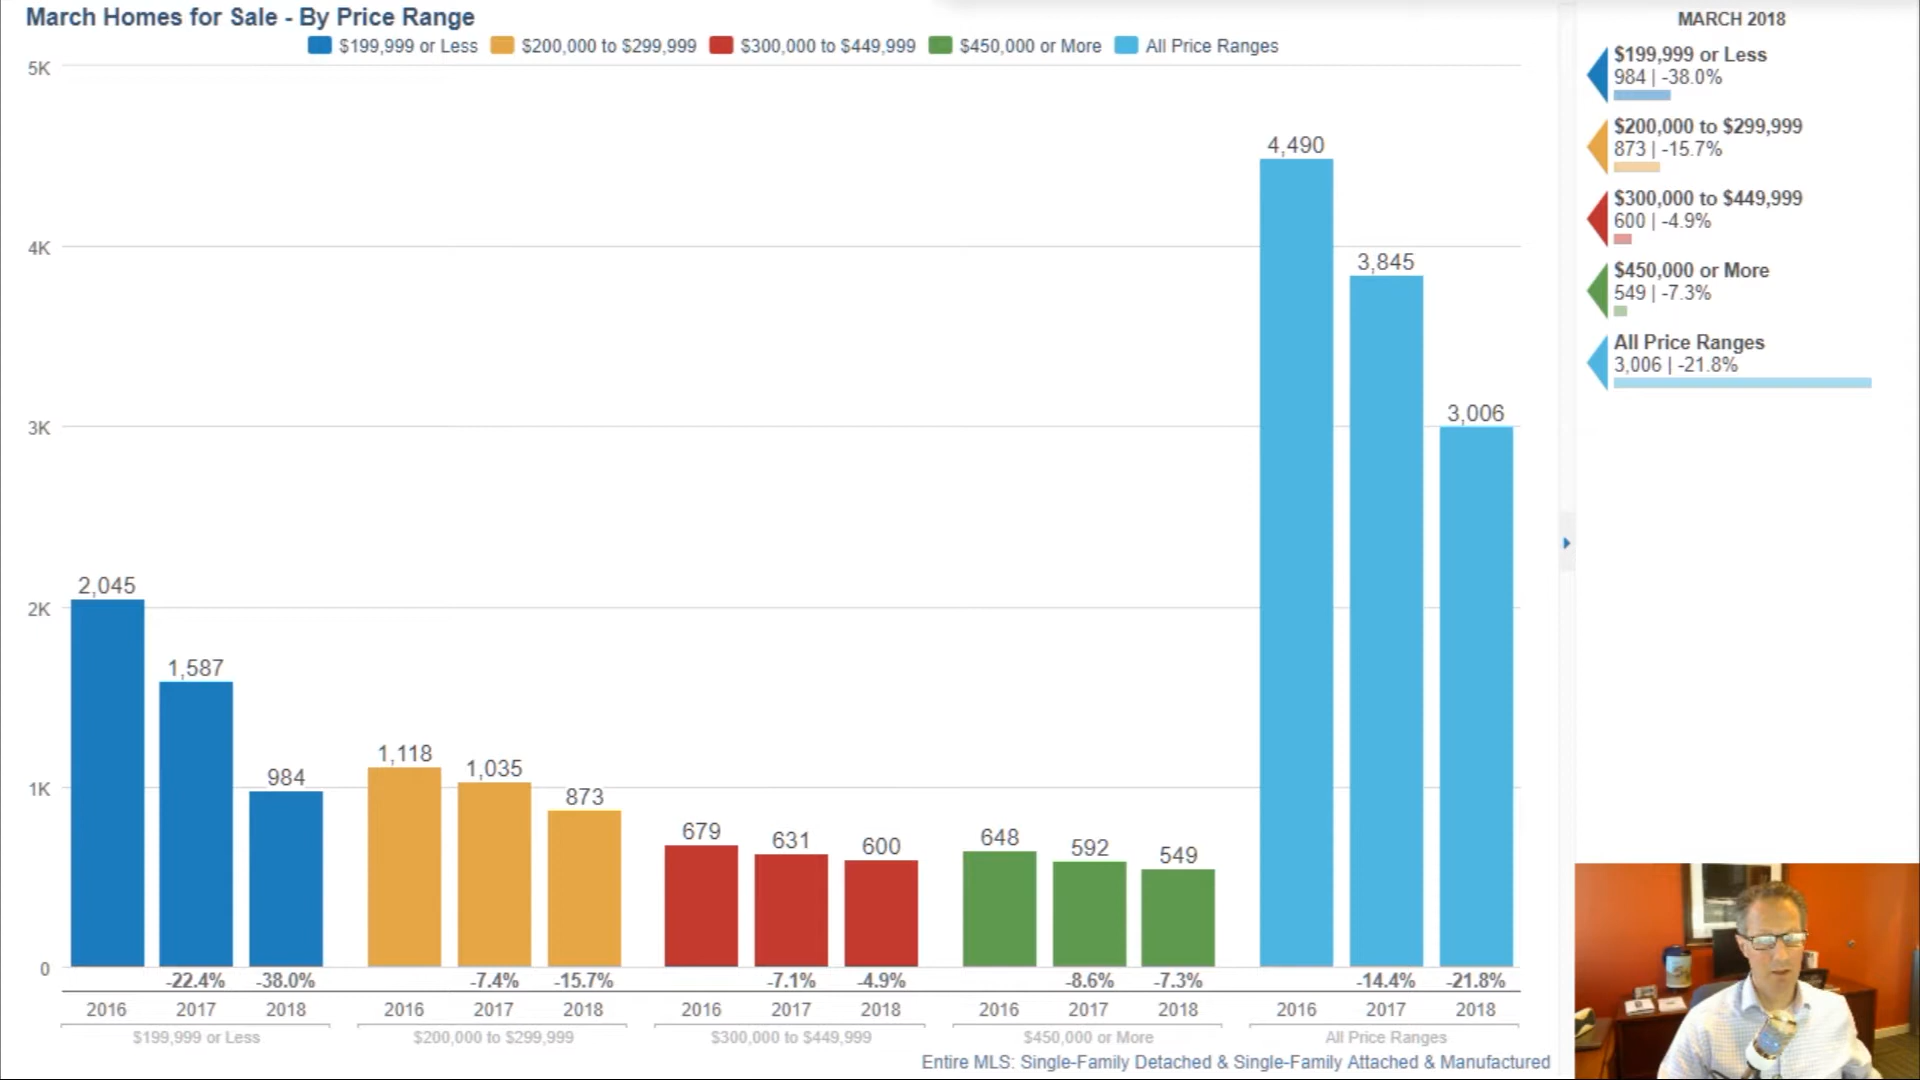 March Homes for Sale - By Price Range
$199,999 or Less $200,000 to $299,999 $300,000 to $449,999 $450,000 or More All Price Ranges
5K
4K
3K
2K
1K
0
2,045
1,587
984
1,118
1,035
873
679
631
600
648
592
549
4,490
3,845
3,006
-22.4% -38.0% -7.4% -15.7% -7.1% -4.9% -8.6% -7.3% -14.4% -21.8%
2016 2017 2018 2016 2017 2018 2016 2017 2018 2016 2017 2018 2016 2017 2018
$199,999 or Less $200,000 to $299,999 $300,000 to $449,999 $450,000 or More All Price Ranges
Entire MLS: Single-Family Detached & Single-Family Attached & Manufactured
MARCH 2018
$199,999 or Less
984 | -38.0%
$200,000 to $299,999
873 | -15.7%
$300,000 to $449,999
600 | -4.9%
$450,000 or More
549 | -7.3%
All Price Ranges
3,006 | -21.8%